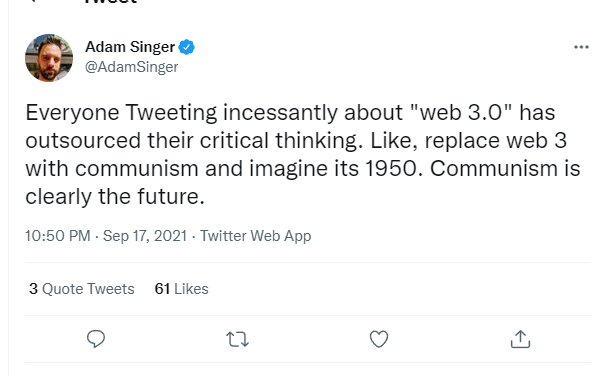 Tweet
Adam Singer
@AdamSinger
Everyone Tweeting incessantly about "web 3.0" has
outsourced their critical thinking. Like, replace web 3
with communism and imagine its 1950. Communism is
clearly the future.
10:50 PM · Sep 17, 2021 · Twitter Web App
3 Quote Tweets 61 Likes